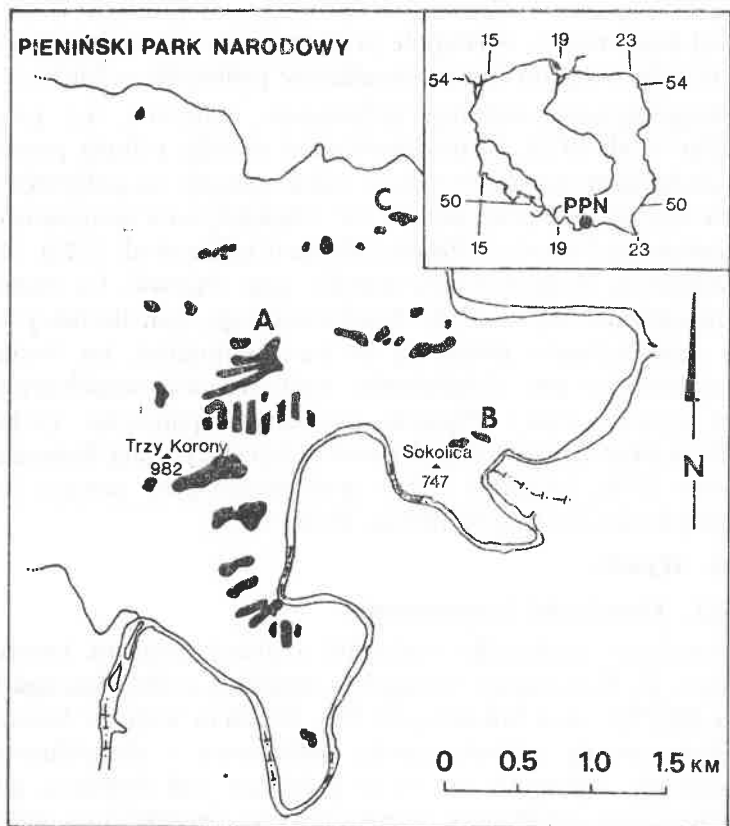 PIENIŃSKI PARK NARODOWY
15 19 23
54 54
50 50
PPN
15 19 23
C
A
B
Trzy Korony
982
Sokolica
747
N
0 0.5 1.0 1.5 KM